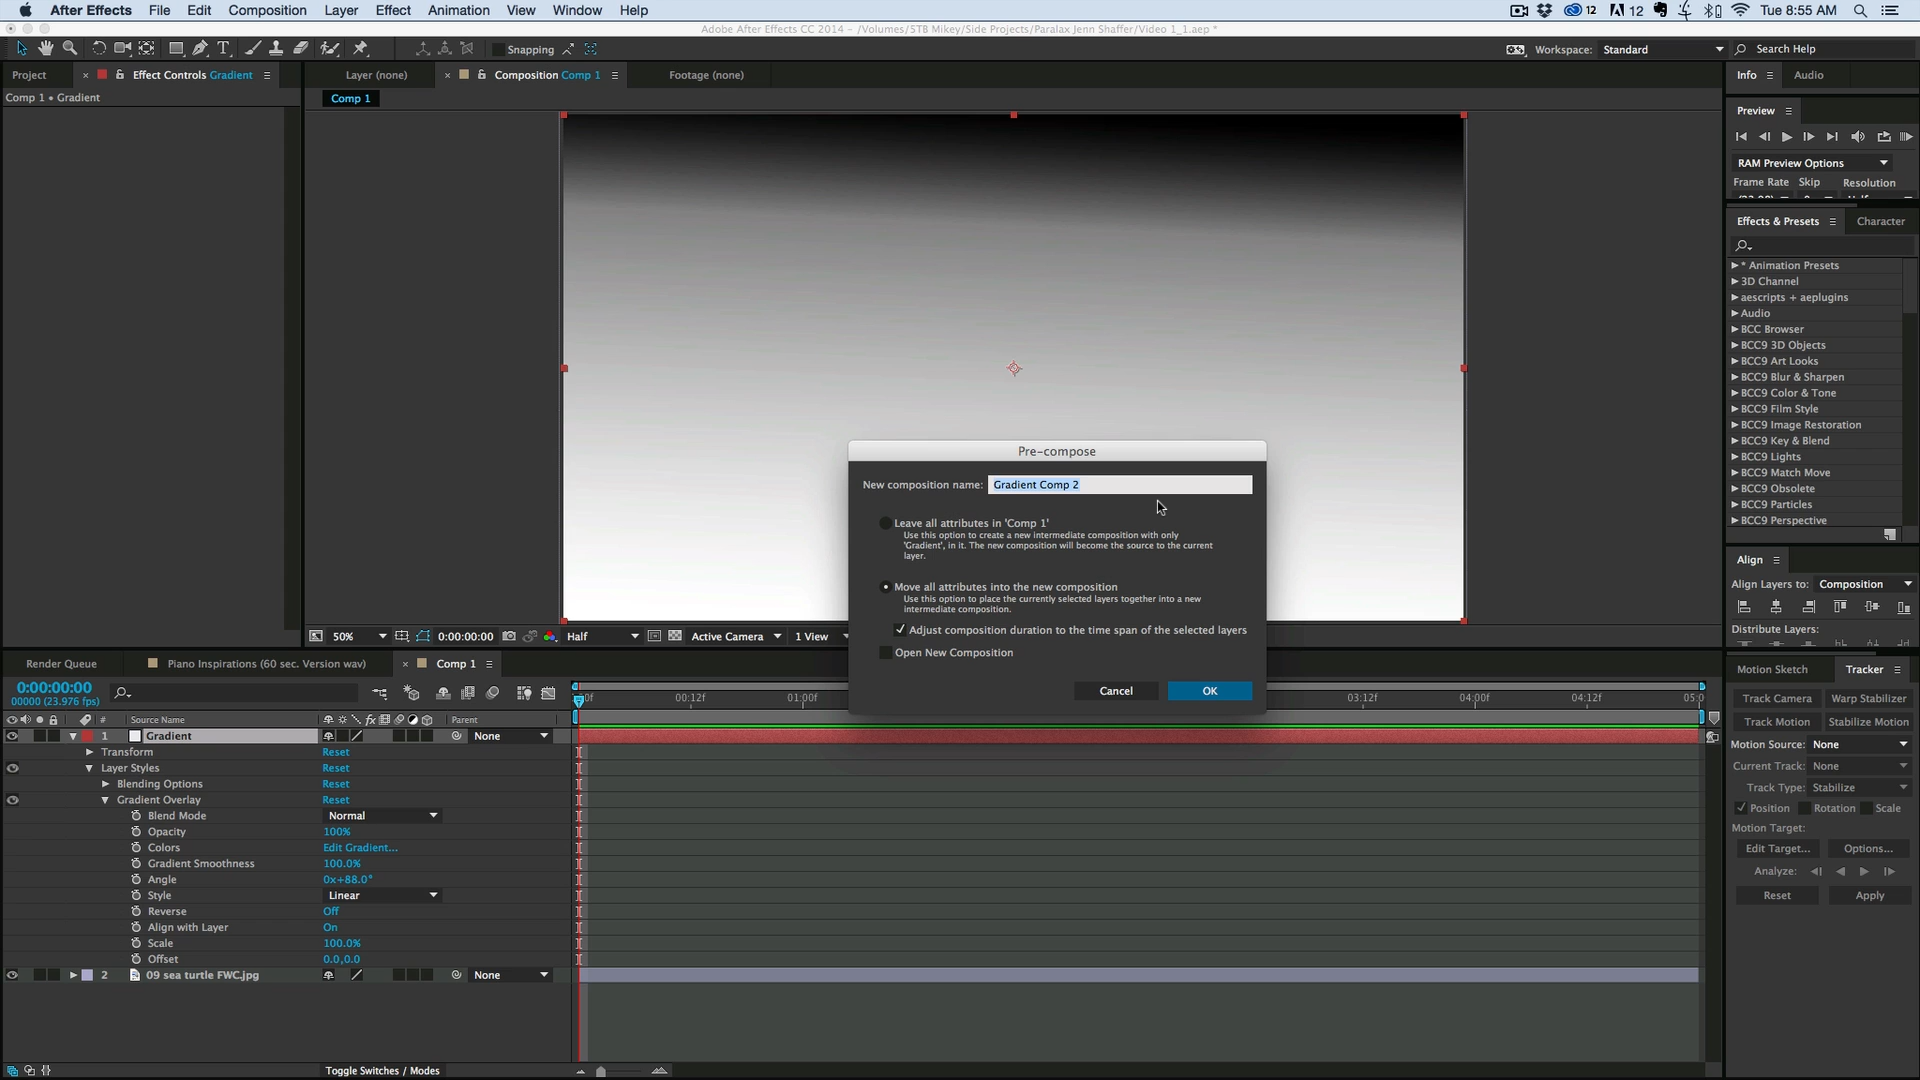 After Effects File Edit Composition Layer Effect Animation View Window Help 12 12 Tue 8:55 AM
Adobe After Effects CC 2014 - /Volumes/STB Mikey/Side Projects/Paralax Jenn Shaffer/Video 1_1.aep *
Snapping Workspace: Standard Search Help
Project Effect Controls Gradient Layer (none) Composition Comp 1 Footage (none) Info Audio
Comp 1 • Gradient Comp 1
Preview
RAM Preview Options
Frame Rate Skip Resolution
Effects & Presets Character
* Animation Presets
3D Channel
aescripts + aeplugins
Audio
BCC Browser
BCC9 3D Objects
BCC9 Art Looks
BCC9 Blur & Sharpen
BCC9 Color & Tone
BCC9 Film Style
BCC9 Image Restoration
BCC9 Key & Blend
BCC9 Lights
BCC9 Match Move
BCC9 Obsolete
BCC9 Particles
BCC9 Perspective
Align
Align Layers to: Composition
Distribute Layers:
Pre-compose
New composition name: Gradient Comp 2
Leave all attributes in 'Comp 1'
Use this option to create a new intermediate composition with only
'Gradient', in it. The new composition will become the source to the current
layer.
Move all attributes into the new composition
Use this option to place the currently selected layers together into a new
intermediate composition.
Adjust composition duration to the time span of the selected layers
Open New Composition
Cancel OK
50% 0:00:00:00 Half Active Camera 1 View
Render Queue Piano Inspirations (60 sec. Version wav) Comp 1
0:00:00:00
00000 (23.976 fps)
00:12f 01:00f 03:12f 04:00f 04:12f
# Source Name Parent
1 Gradient None
Transform Reset
Layer Styles Reset
Blending Options Reset
Gradient Overlay Reset
Blend Mode Normal
Opacity 100%
Colors Edit Gradient...
Gradient Smoothness 100.0%
Angle 0x+88.0°
Style Linear
Reverse Off
Align with Layer On
Scale 100.0%
Offset 0.0,0.0
2 09 sea turtle FWC.jpg None
Toggle Switches / Modes
Motion Sketch Tracker
Track Camera Warp Stabilizer
Track Motion Stabilize Motion
Motion Source: None
Current Track: None
Track Type: Stabilize
Position Rotation Scale
Motion Target:
Edit Target... Options...
Analyze:
Reset Apply